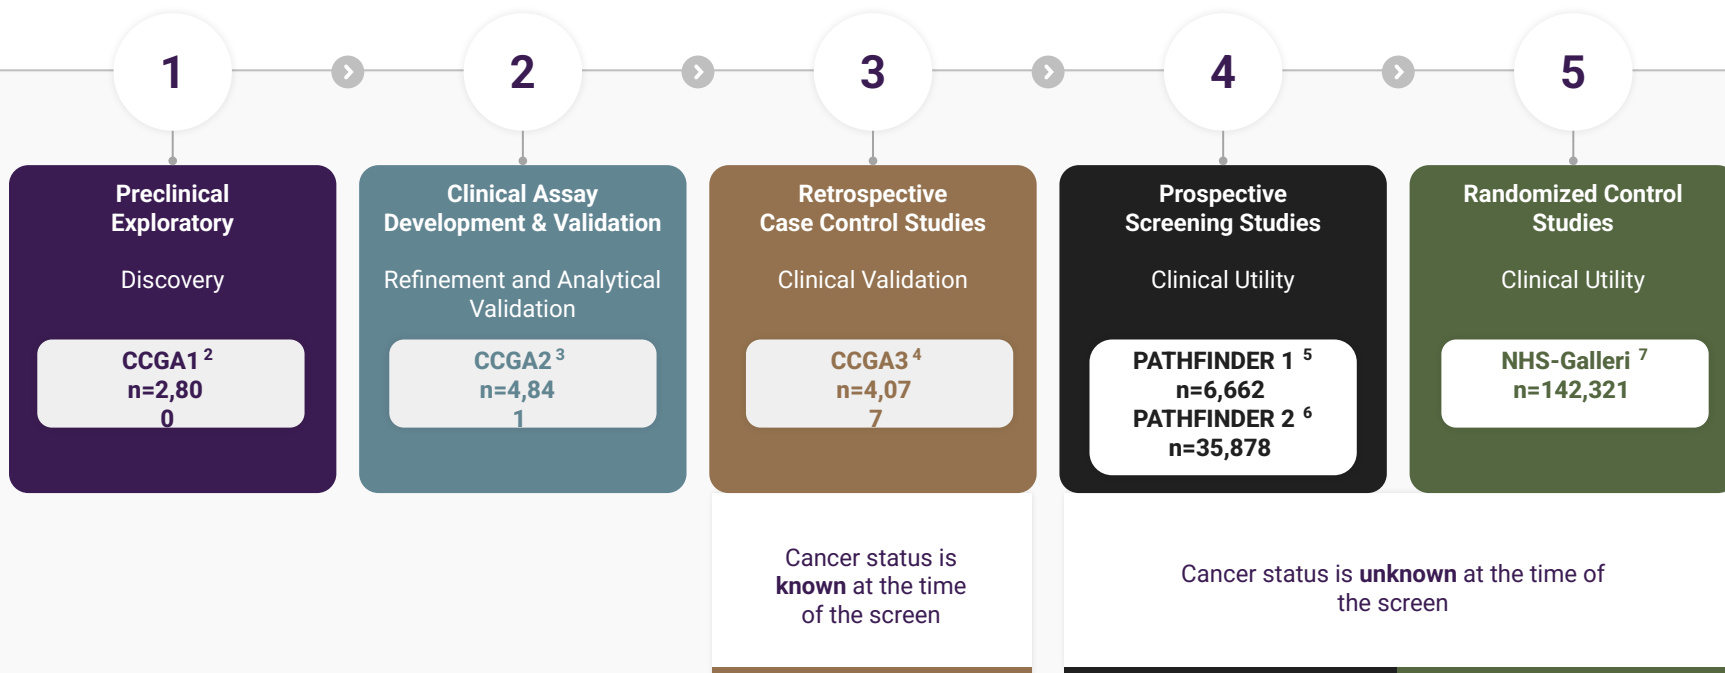 1
2
3
4
5
Preclinical
Exploratory
Discovery
CCGA1 2
n=2,80
0
Clinical Assay
Development & Validation
Refinement and Analytical
Validation
CCGA2 3
n=4,84
1
Retrospective
Case Control Studies
Clinical Validation
CCGA3 4
n=4,07
7
Prospective
Screening Studies
Clinical Utility
PATHFINDER 1 5
n=6,662
PATHFINDER 2 6
n=35,878
Randomized Control
Studies
Clinical Utility
NHS-Galleri 7
n=142,321
Cancer status is
known at the time
of the screen
Cancer status is unknown at the time of
the screen